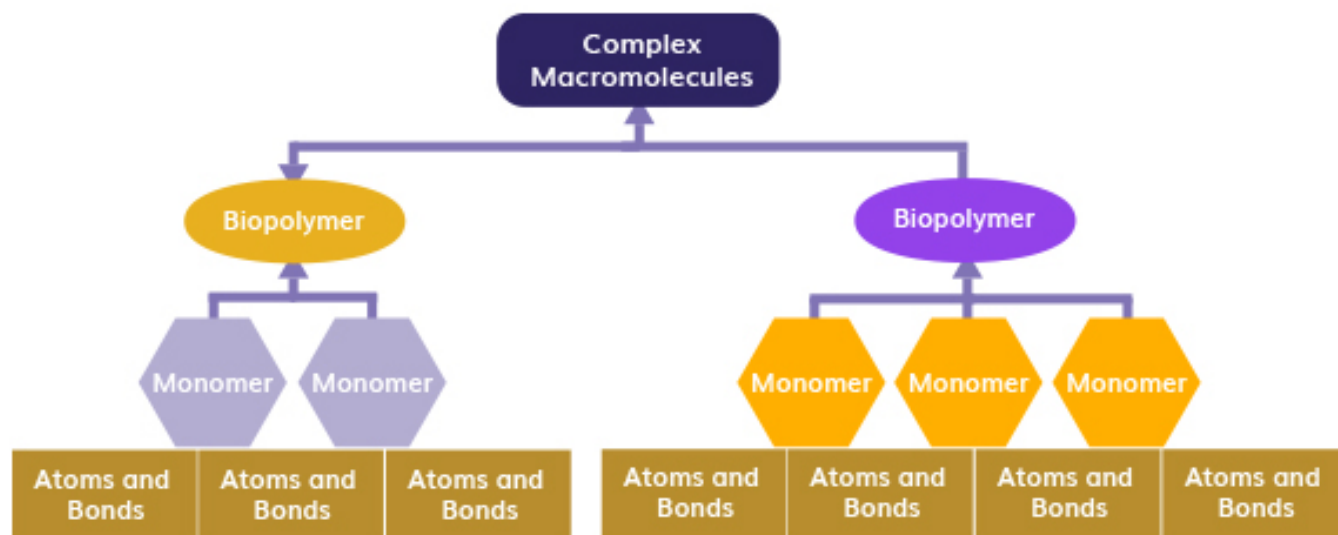 Complex
Macromolecules
Biopolymer
Biopolymer
Monomer
Monomer
Monomer
Monomer
Monomer
Atoms and
Bonds
Atoms and
Bonds
Atoms and
Bonds
Atoms and
Bonds
Atoms and
Bonds
Atoms and
Bonds
Atoms and
Bonds